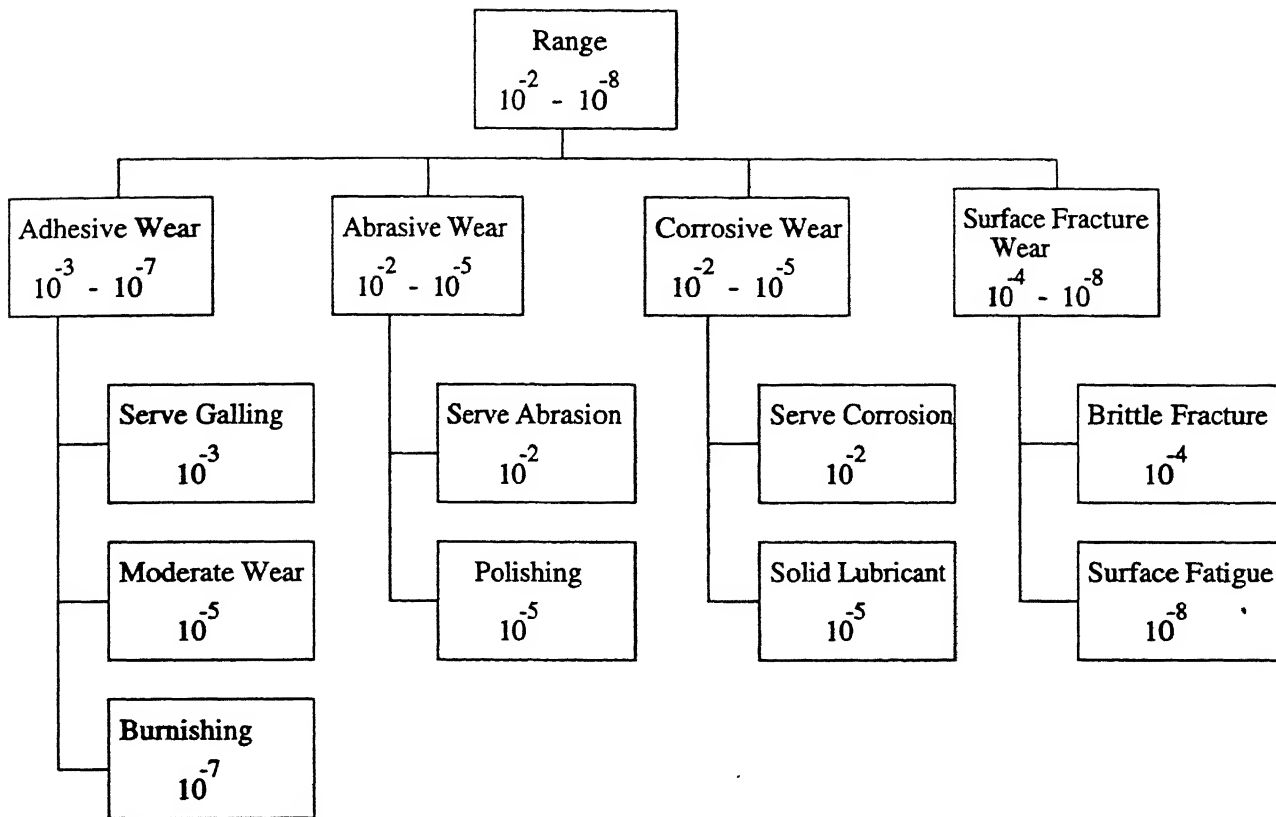 Range
10^-2 - 10^-8
Adhesive Wear
10^-3 - 10^-7
Abrasive Wear
10^-2 - 10^-5
Corrosive Wear
10^-2 - 10^-5
Surface Fracture
Wear
10^-4 - 10^-8
Serve Galling
10^-3
Serve Abrasion
10^-2
Serve Corrosion
10^-2
Brittle Fracture
10^-4
Moderate Wear
10^-5
Polishing
10^-5
Solid Lubricant
10^-5
Surface Fatigue
10^-8
Burnishing
10^-7